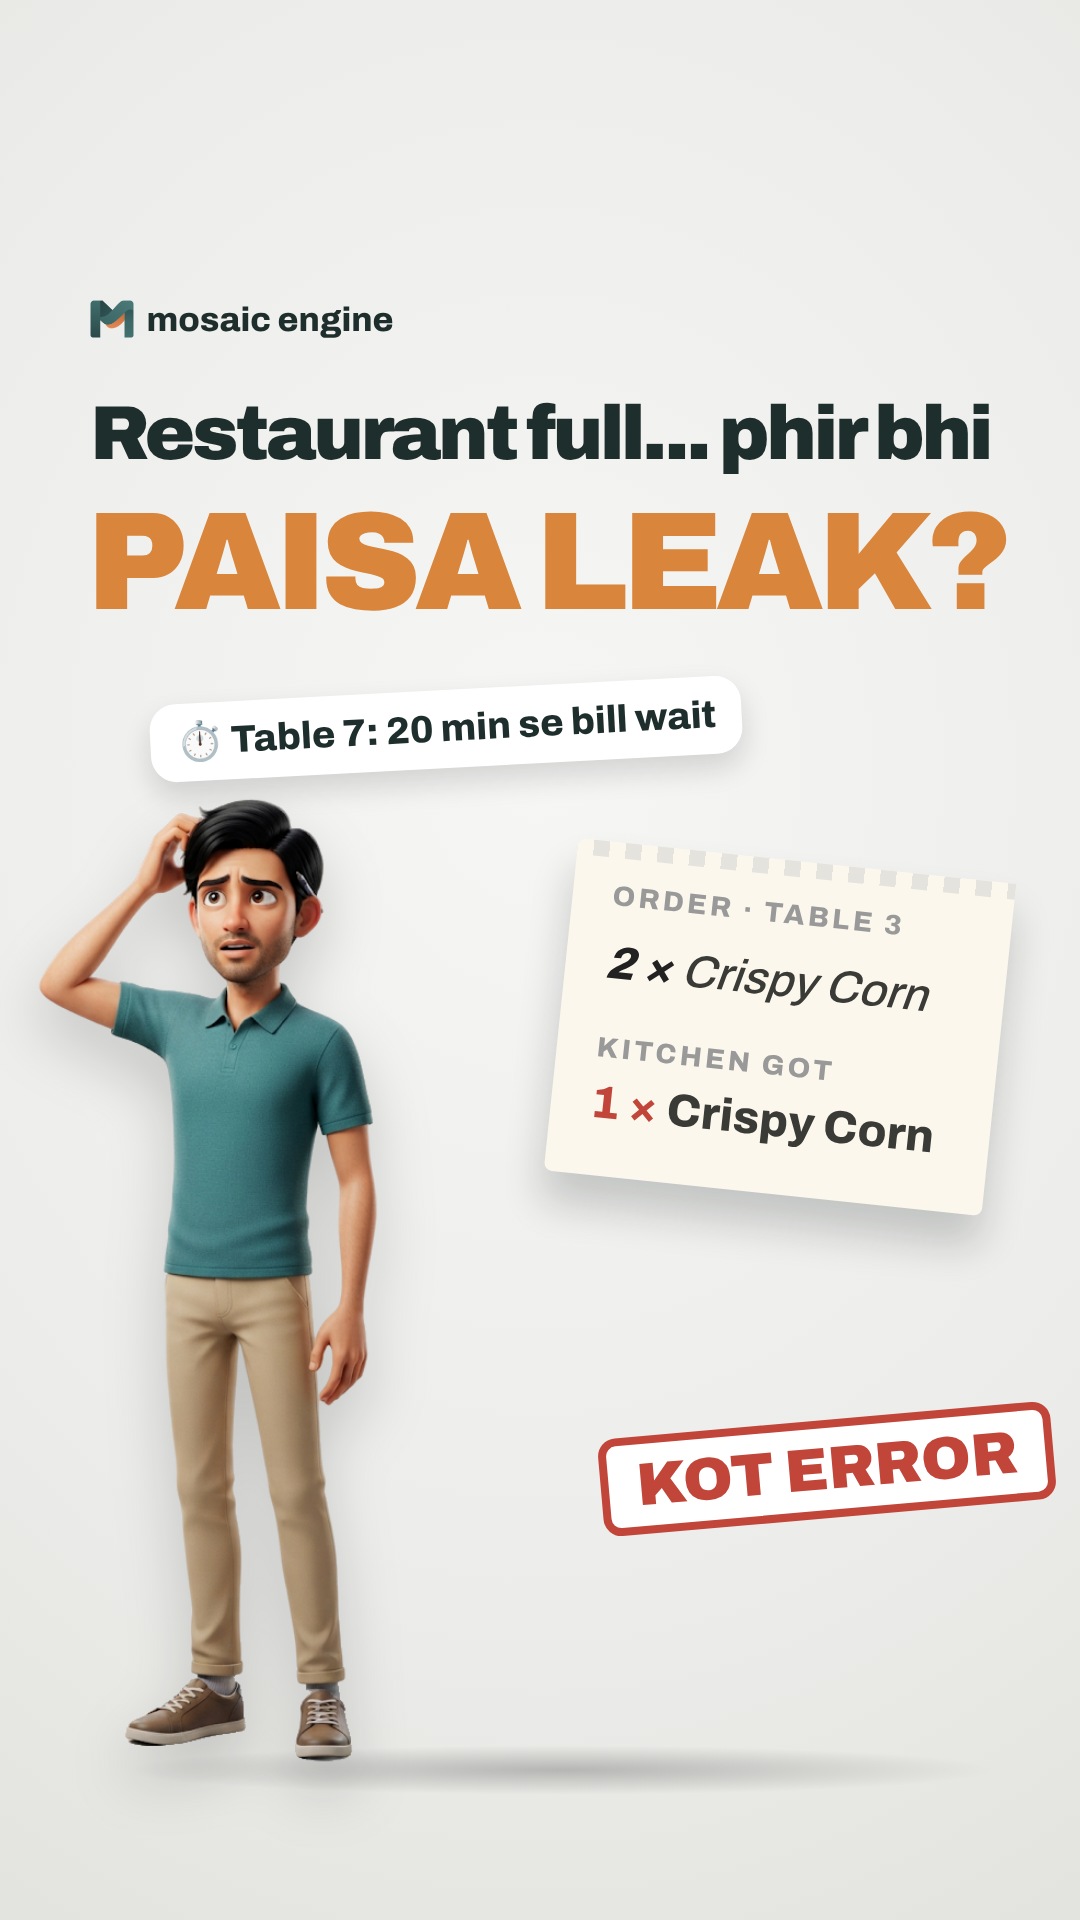 mosaic engine
Restaurant full... phir bhi
PAISA LEAK?
Table 7: 20 min se bill wait
ORDER · TABLE 3
2 × Crispy Corn
KITCHEN GOT
1 × Crispy Corn
KOT ERROR